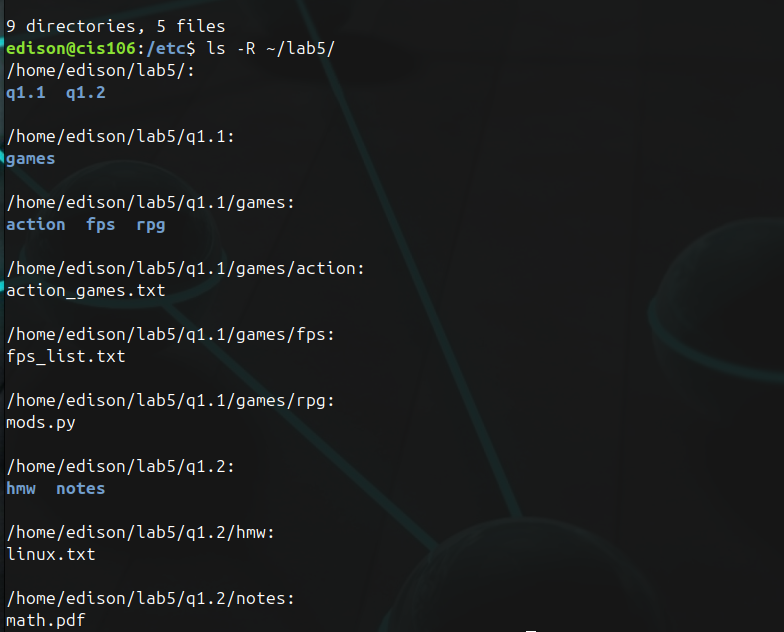 9 directories, 5 files
edison@cis106:/etc$ ls -R ~/lab5/
/home/edison/lab5/:
q1.1  q1.2
/home/edison/lab5/q1.1:
games
/home/edison/lab5/q1.1/games:
action  fps  rpg
/home/edison/lab5/q1.1/games/action:
action_games.txt
/home/edison/lab5/q1.1/games/fps:
fps_list.txt
/home/edison/lab5/q1.1/games/rpg:
mods.py
/home/edison/lab5/q1.2:
hmw  notes
/home/edison/lab5/q1.2/hmw:
linux.txt
/home/edison/lab5/q1.2/notes:
math.pdf